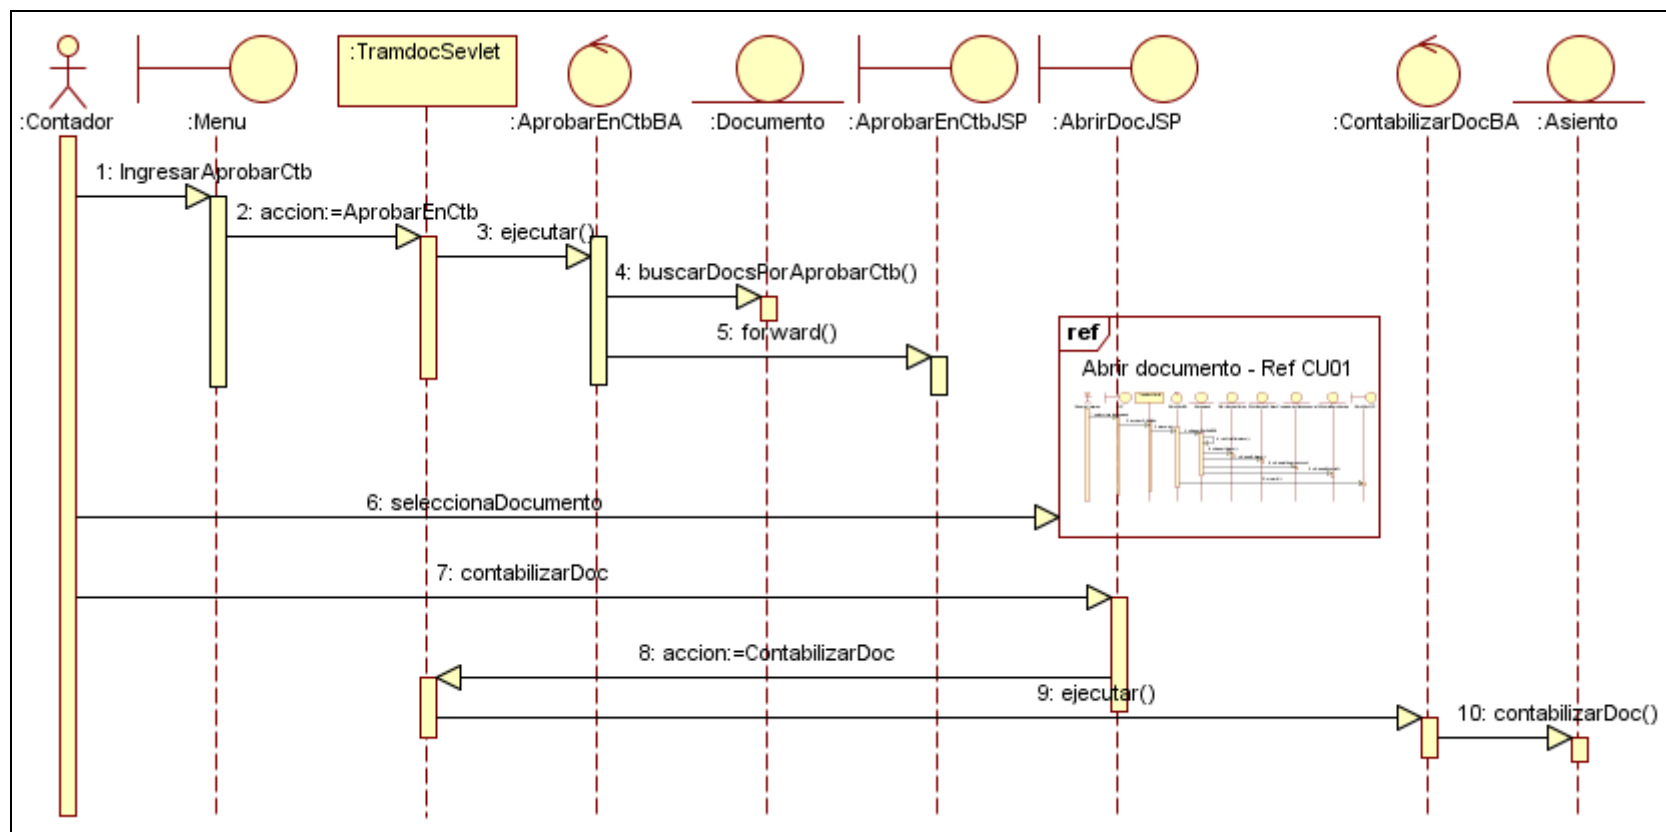 :TramdocSevlet
:Contador
:Menu
:AprobarEnCtbBA
:Documento
:AprobarEnCtbJSP
:AbrirDocJSP
:ContabilizarDocBA
:Asiento
1: IngresarAprobarCtb
2: accion:=AprobarEnCtb
3: ejecutar()
4: buscarDocsPorAprobarCtb()
5: forward()
ref
Abrir documento - Ref CU01
6: seleccionaDocumento
7: contabilizarDoc
8: accion:=ContabilizarDoc
9: ejecutar()
10: contabilizarDoc()